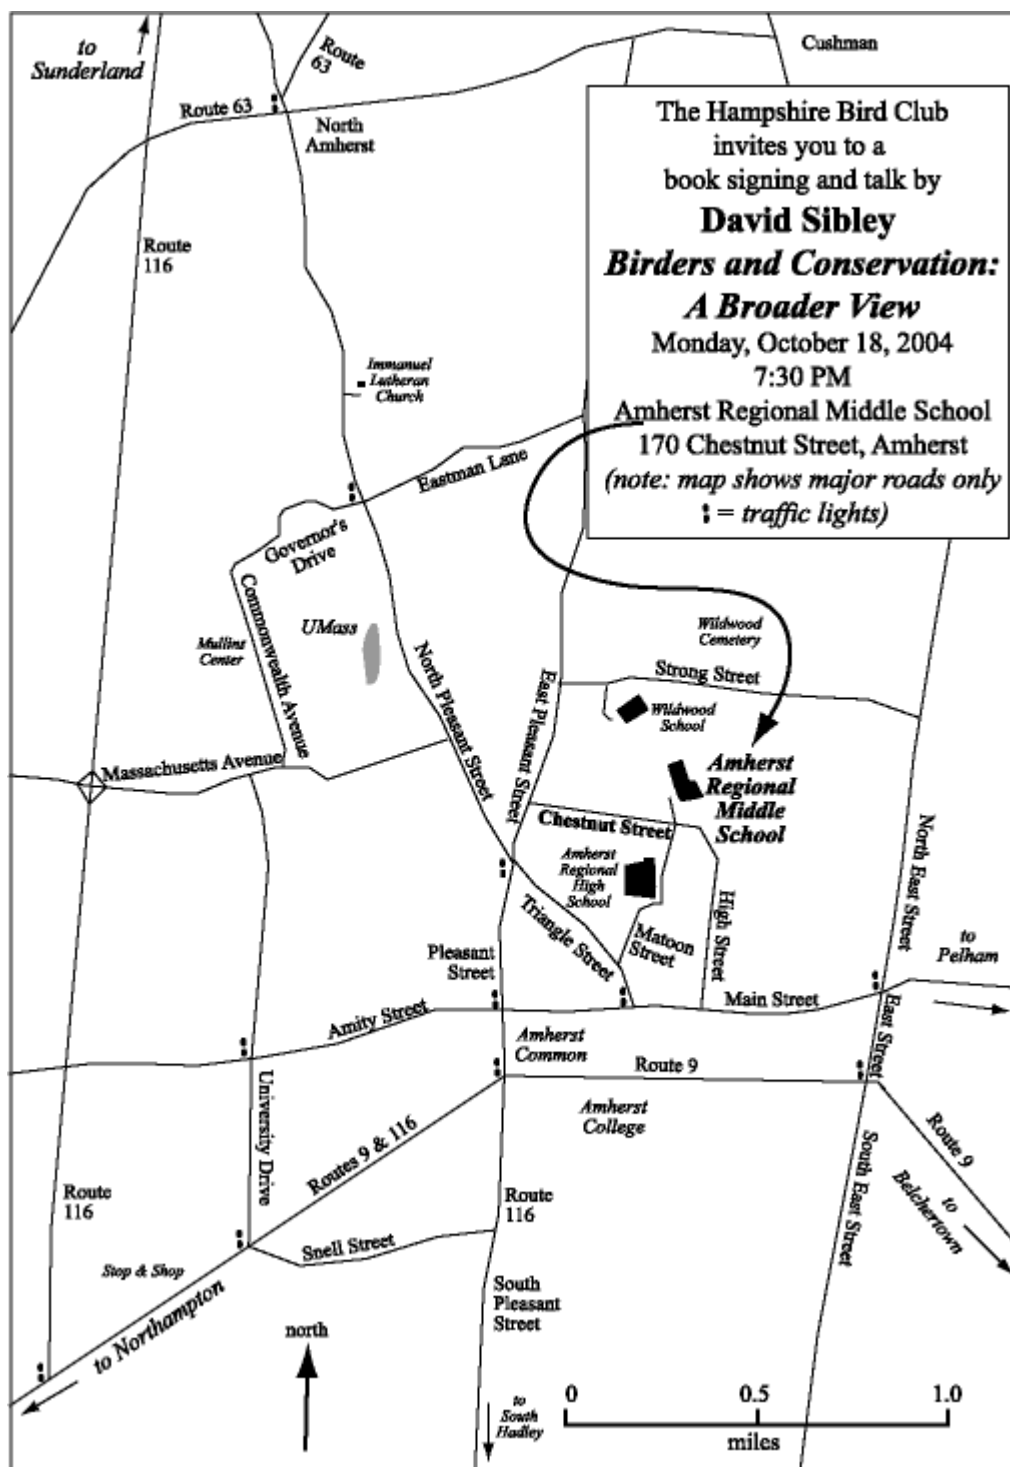 to
Sunderland
Route
63
Cushman
Route 63
North
Amherst
The Hampshire Bird Club
invites you to a
book signing and talk by
David Sibley
Birders and Conservation:
A Broader View
Monday, October 18, 2004
7:30 PM
Amherst Regional Middle School
170 Chestnut Street, Amherst
(note: map shows major roads only
= traffic lights)
Route
116
Immanuel
Lutheran
Church
Eastman Lane
Governor's
Drive
Commonwealth Avenue
UMass
Mullins
Center
North Pleasant Street
East Pleasant Street
Wildwood
Cemetery
Strong Street
Wildwood
School
Massachusetts Avenue
Amherst
Regional
Middle
School
Chestnut Street
Amherst
Regional
High
School
North East Street
High Street
Triangle Street
Matoon
Street
Pleasant
Street
to
Pelham
Main Street
Amity Street
East Street
Amherst
Common
Route 9
University Drive
Routes 9 & 116
Amherst
College
South East Street
Route 9
to
Belchertown
Route
116
Route
116
Snell Street
Stop & Shop
to Northampton
South
Pleasant
Street
north
to
South
Hadley
0 0.5 1.0
miles